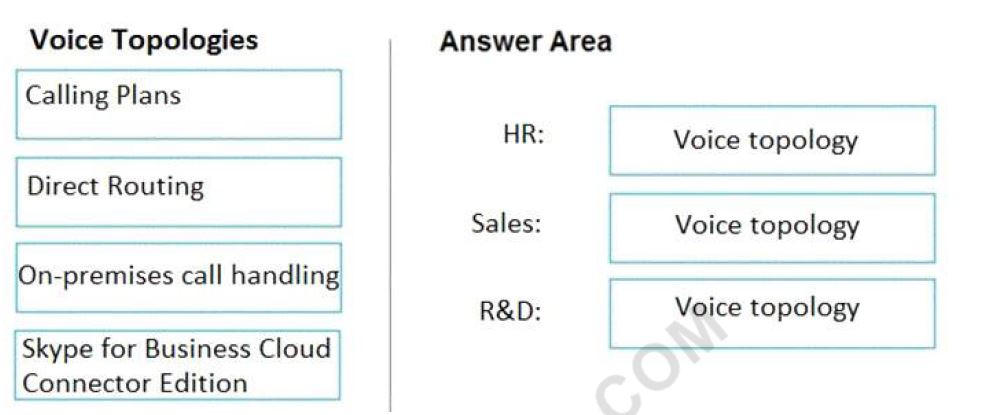 Voice Topologies
Calling Plans
Direct Routing
On-premises call handling
Skype for Business Cloud
Connector Edition
Answer Area
HR:
Voice topology
Sales:
Voice topology
R&D:
Voice topology
COM